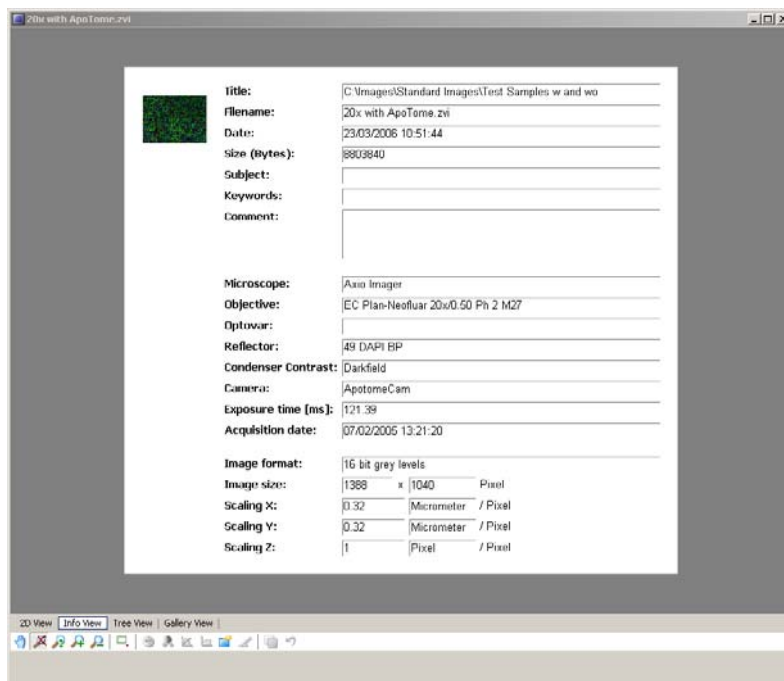 20x with ApoTome.zvi
Title: C:\Images\Standard Images\Test Samples w and wo
Filename: 20x with ApoTome.zvi
Date: 23/03/2006 10:51:44
Size (Bytes): 8803840
Subject:
Keywords:
Comment:
Microscope: Axio Imager
Objective: EC Plan-Neofluar 20x/0.50 Ph 2 M27
Optovar:
Reflector: 49 DAPI BP
Condenser Contrast: Darkfield
Camera: ApotomeCam
Exposure time [ms]: 121.39
Acquisition date: 07/02/2005 13:21:20
Image format: 16 bit grey levels
Image size: 1388 x 1040 Pixel
Scaling X: 0.32 Micrometer / Pixel
Scaling Y: 0.32 Micrometer / Pixel
Scaling Z: 1 Pixel / Pixel
2D View Info View Tree View Gallery View